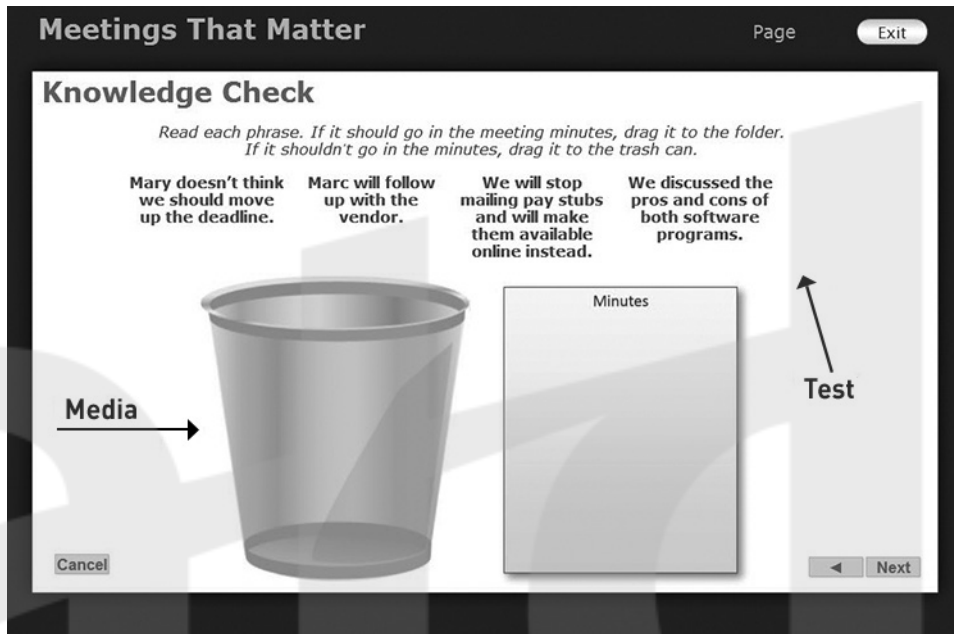 Meetings That Matter
Page
Exit
Knowledge Check
Read each phrase. If it should go in the meeting minutes, drag it to the folder.
If it shouldn't go in the minutes, drag it to the trash can.
Mary doesn't think
we should move
up the deadline.
Marc will follow
up with the
vendor.
We will stop
mailing pay stubs
and will make
them available
online instead.
We discussed the
pros and cons of
both software
programs.
Minutes
Test
Media
Cancel
Next